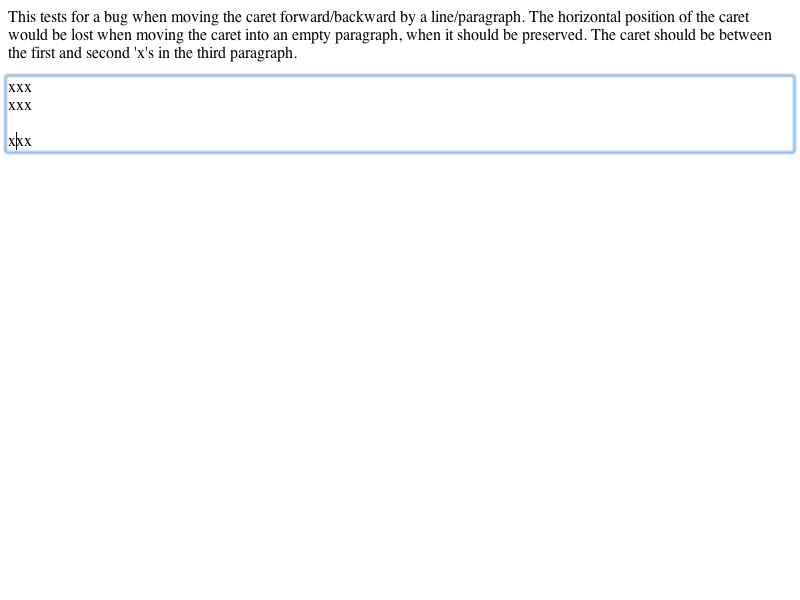 This tests for a bug when moving the caret forward/backward by a line/paragraph. The horizontal position of the caret
would be lost when moving the caret into an empty paragraph, when it should be preserved. The caret should be between
the first and second 'x's in the third paragraph.
xxx
xxx
xxx